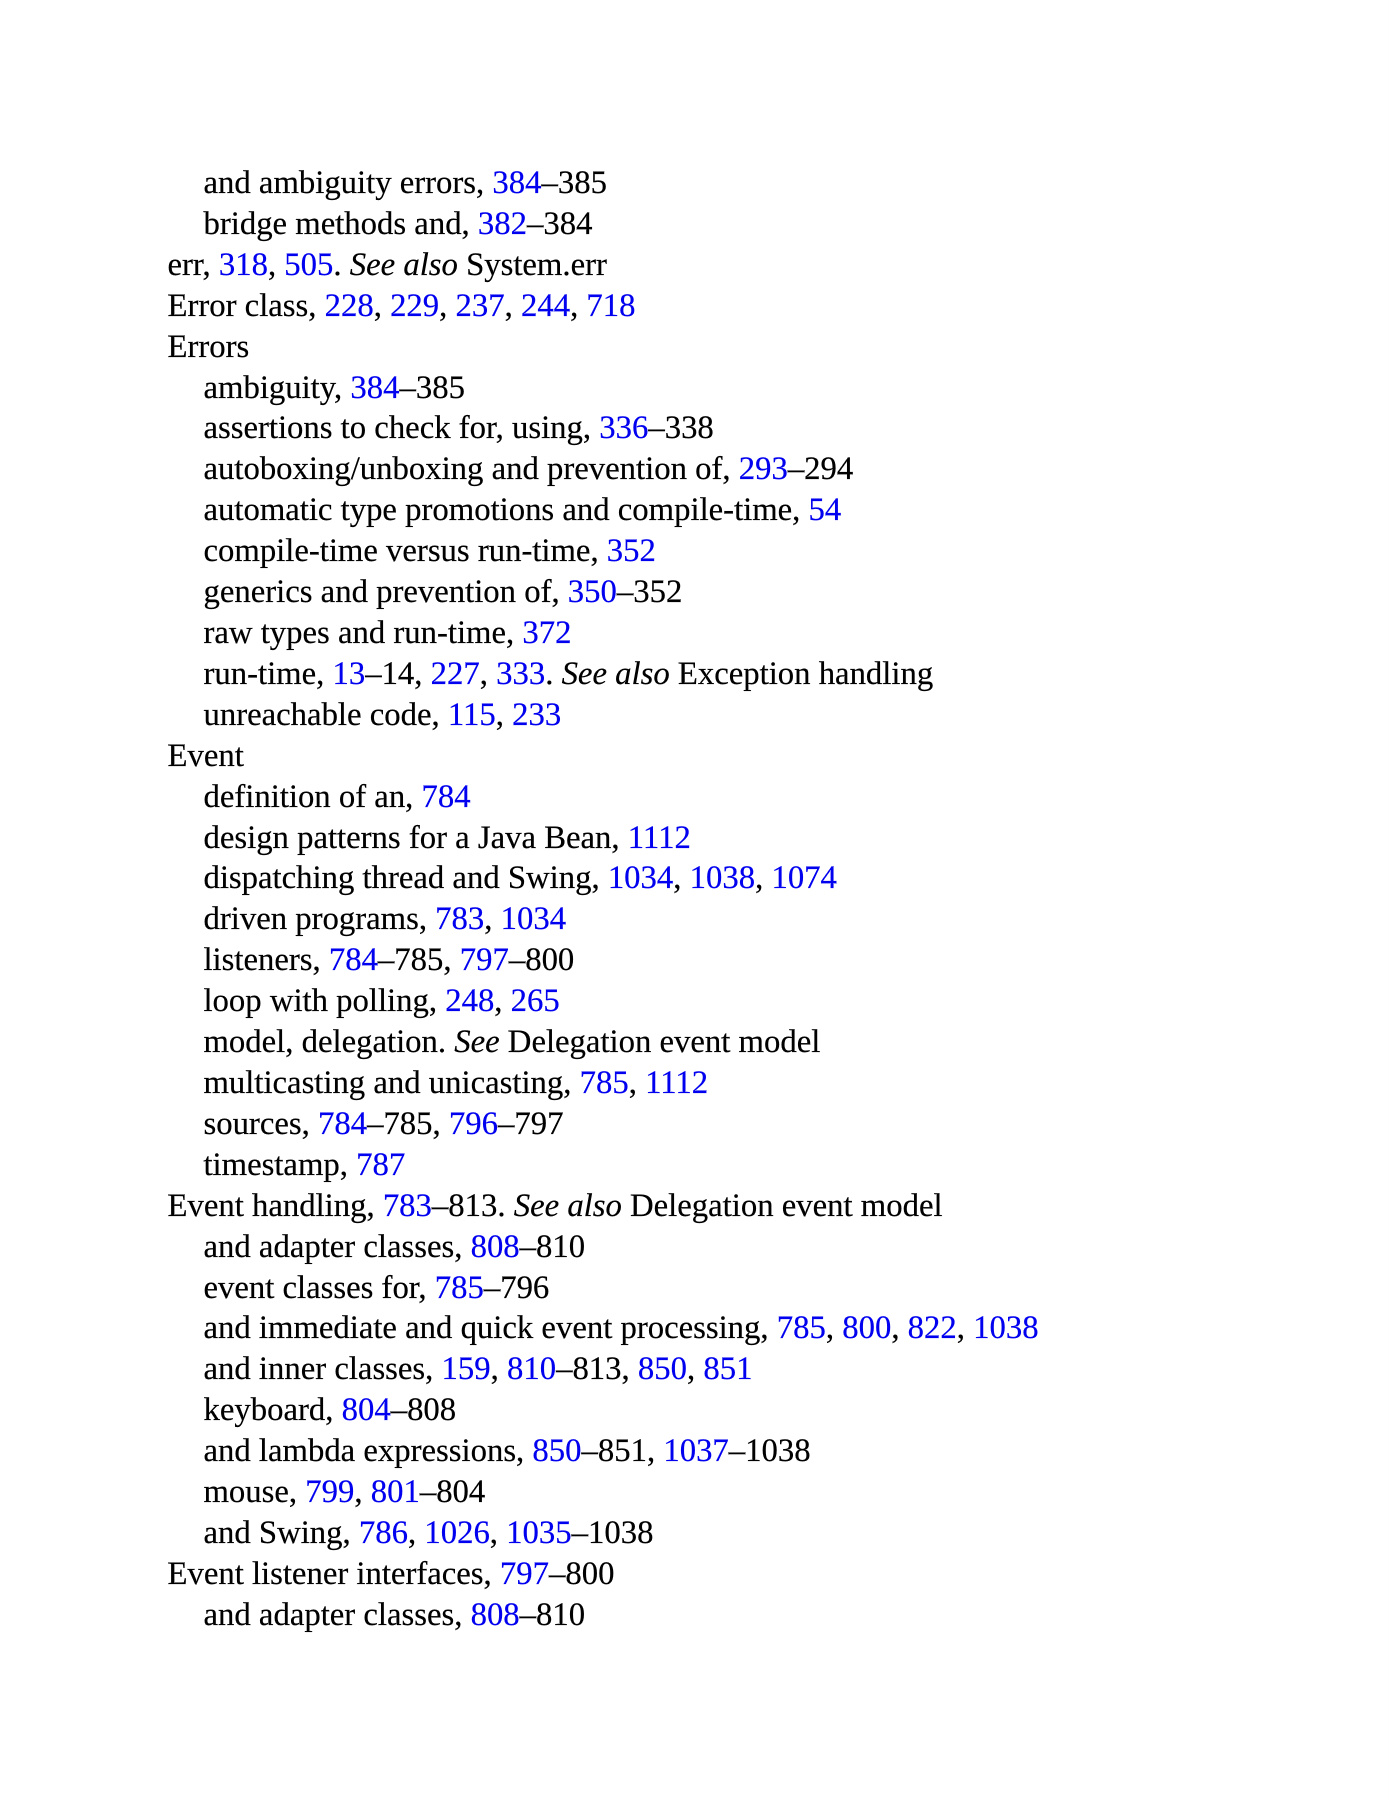 and ambiguity errors, 384–385
bridge methods and, 382–384
err, 318, 505. See also System.err
Error class, 228, 229, 237, 244, 718
Errors
ambiguity, 384–385
assertions to check for, using, 336–338
autoboxing/unboxing and prevention of, 293–294
automatic type promotions and compile-time, 54
compile-time versus run-time, 352
generics and prevention of, 350–352
raw types and run-time, 372
run-time, 13–14, 227, 333. See also Exception handling
unreachable code, 115, 233
Event
definition of an, 784
design patterns for a Java Bean, 1112
dispatching thread and Swing, 1034, 1038, 1074
driven programs, 783, 1034
listeners, 784–785, 797–800
loop with polling, 248, 265
model, delegation. See Delegation event model
multicasting and unicasting, 785, 1112
sources, 784–785, 796–797
timestamp, 787
Event handling, 783–813. See also Delegation event model
and adapter classes, 808–810
event classes for, 785–796
and immediate and quick event processing, 785, 800, 822, 1038
and inner classes, 159, 810–813, 850, 851
keyboard, 804–808
and lambda expressions, 850–851, 1037–1038
mouse, 799, 801–804
and Swing, 786, 1026, 1035–1038
Event listener interfaces, 797–800
and adapter classes, 808–810